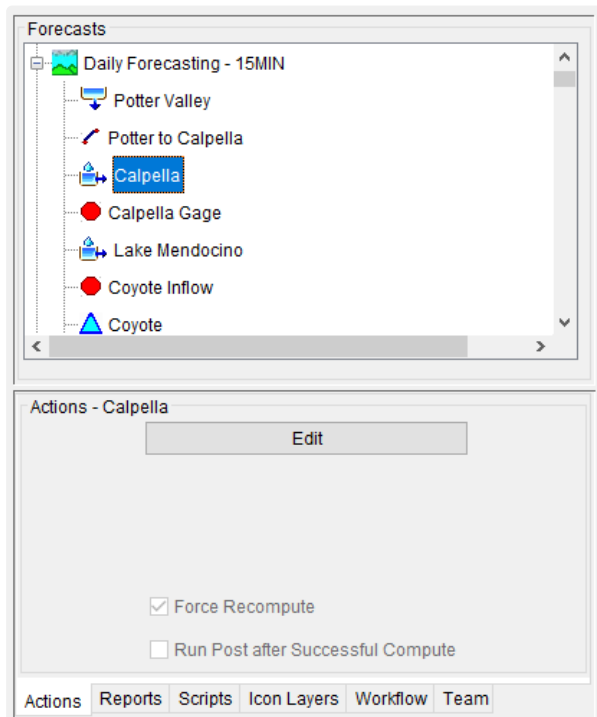 Forecasts
Daily Forecasting - 15MIN
Potter Valley
Potter to Calpella
Calpella
Calpella Gage
Lake Mendocino
Coyote Inflow
Coyote
Actions - Calpella
Edit
Force Recompute
Run Post after Successful Compute
Actions Reports Scripts Icon Layers Workflow Team